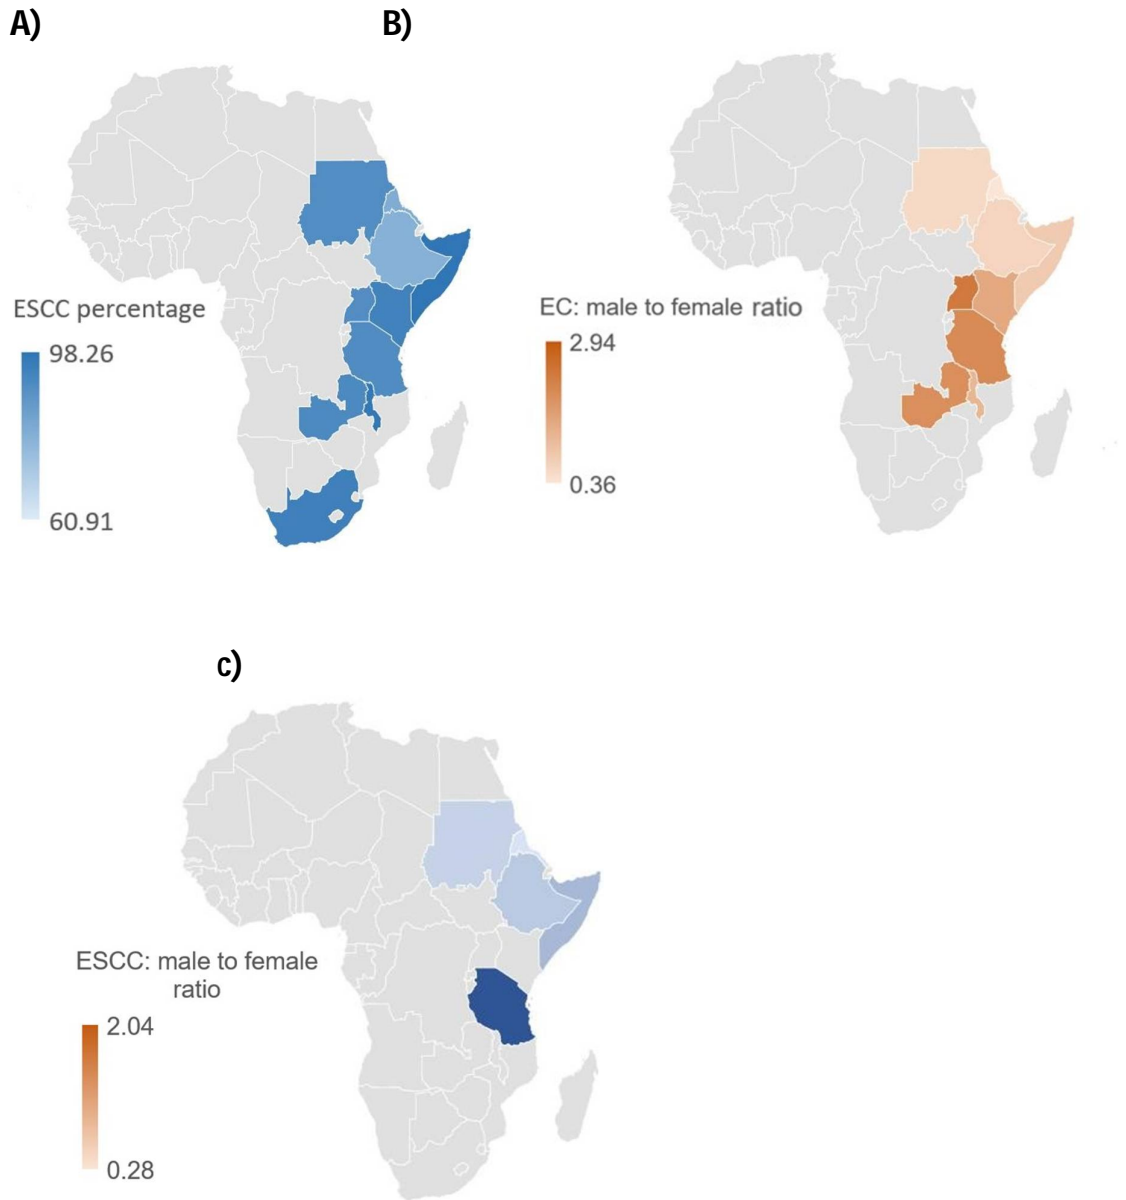 A)
B)
ESCC percentage
98.26
60.91
EC: male to female ratio
2.94
0.36
c)
ESCC: male to female
ratio
2.04
0.28